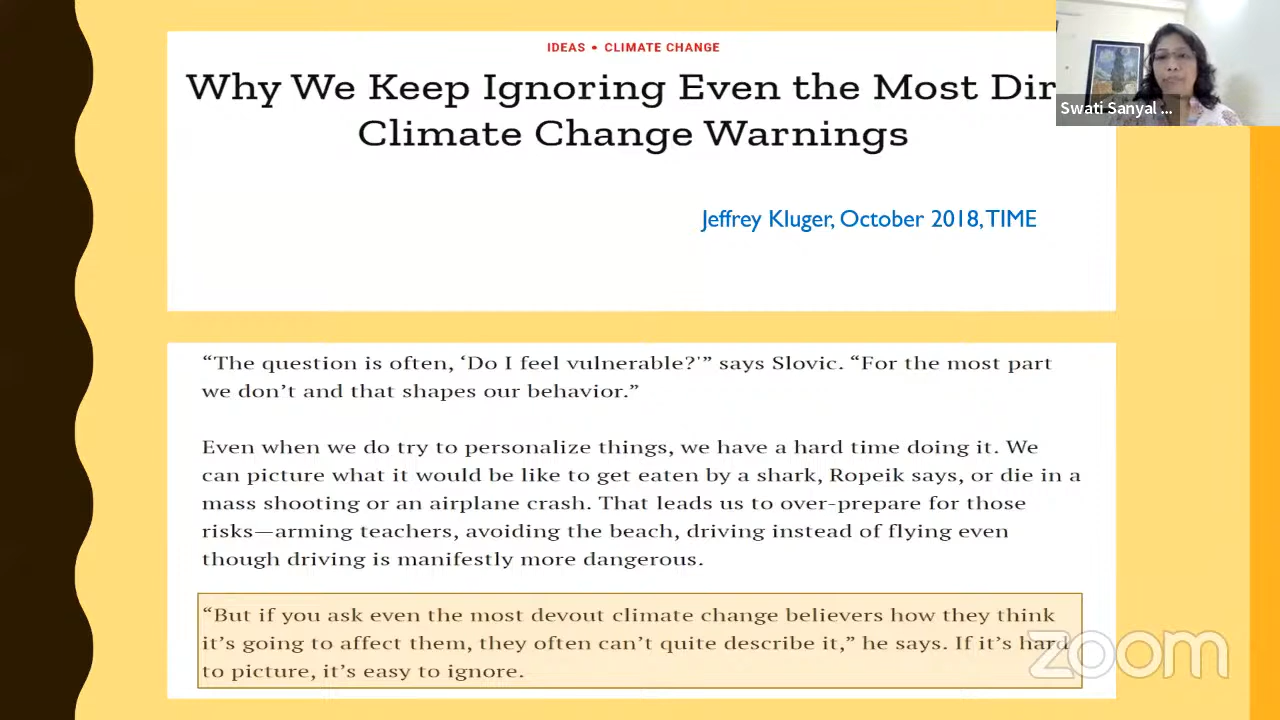 IDEAS • CLIMATE CHANGE
Why We Keep Ignoring Even the Most Dir
Climate Change Warnings
Swati Sanyal ...
Jeffrey Kluger, October 2018, TIME
“The question is often, ‘Do I feel vulnerable?'” says Slovic. “For the most part
we don’t and that shapes our behavior.”
Even when we do try to personalize things, we have a hard time doing it. We
can picture what it would be like to get eaten by a shark, Ropeik says, or die in a
mass shooting or an airplane crash. That leads us to over-prepare for those
risks—arming teachers, avoiding the beach, driving instead of flying even
though driving is manifestly more dangerous.
“But if you ask even the most devout climate change believers how they think
it’s going to affect them, they often can’t quite describe it,” he says. If it’s hard
to picture, it’s easy to ignore.
zoom